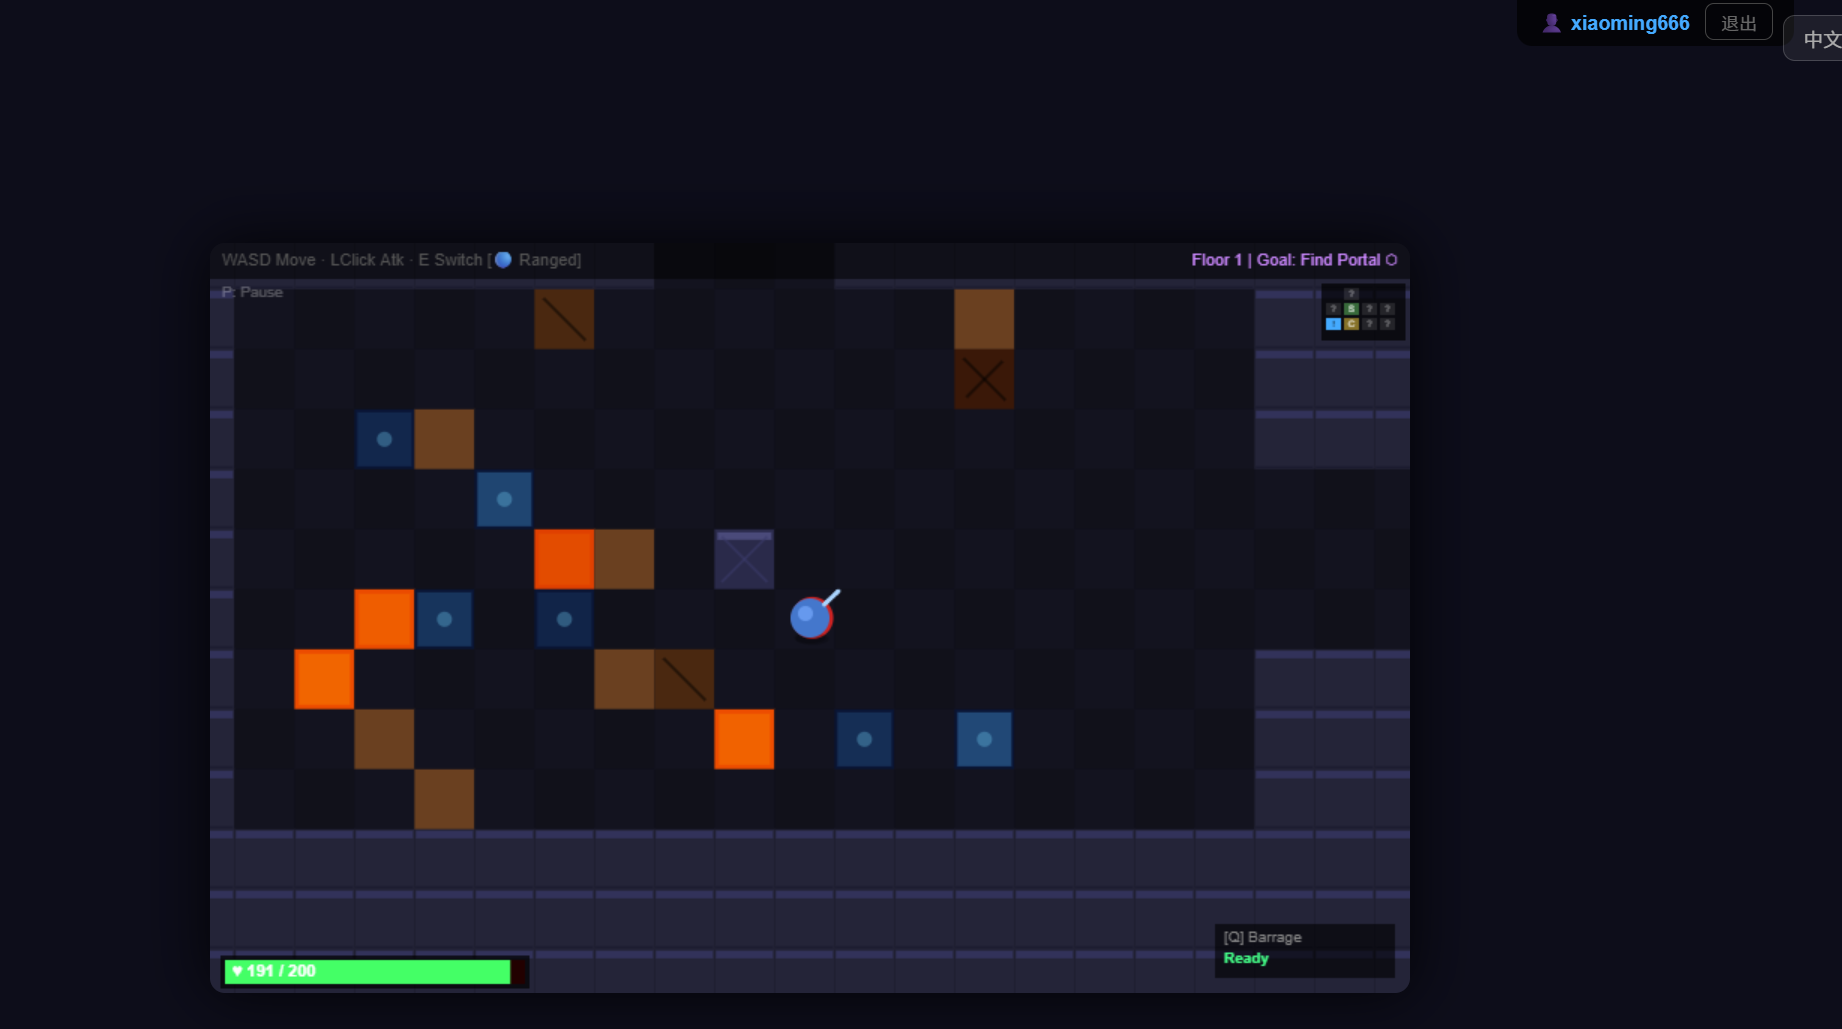 xiaoming666
退出
中文
WASD Move · LClick Atk · E Switch [🔵 Ranged]
Floor 1 | Goal: Find Portal ⬡
P: Pause
?
? S ? ?
C ? ?
[Q] Barrage
Ready
♥ 191 / 200